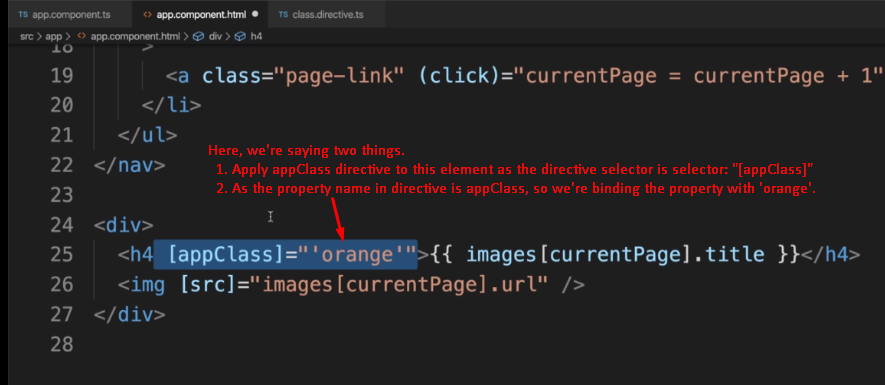 app.component.ts
app.component.html
class.directive.ts
src > app > app.component.html > div > h4
18 >
19 <a class="page-link" (click)="currentPage = currentPage + 1"
20 </li>
21 </ul>
Here, we're saying two things.
1. Apply appClass directive to this element as the directive selector is selector: "[appClass]"
22 </nav>
2. As the property name in directive is appClass, so we're binding the property with 'orange'.
23
24 <div>
25 <h4 [appClass]="'orange'">{{ images[currentPage].title }}</h4>
26 <img [src]="images[currentPage].url" />
27 </div>
28